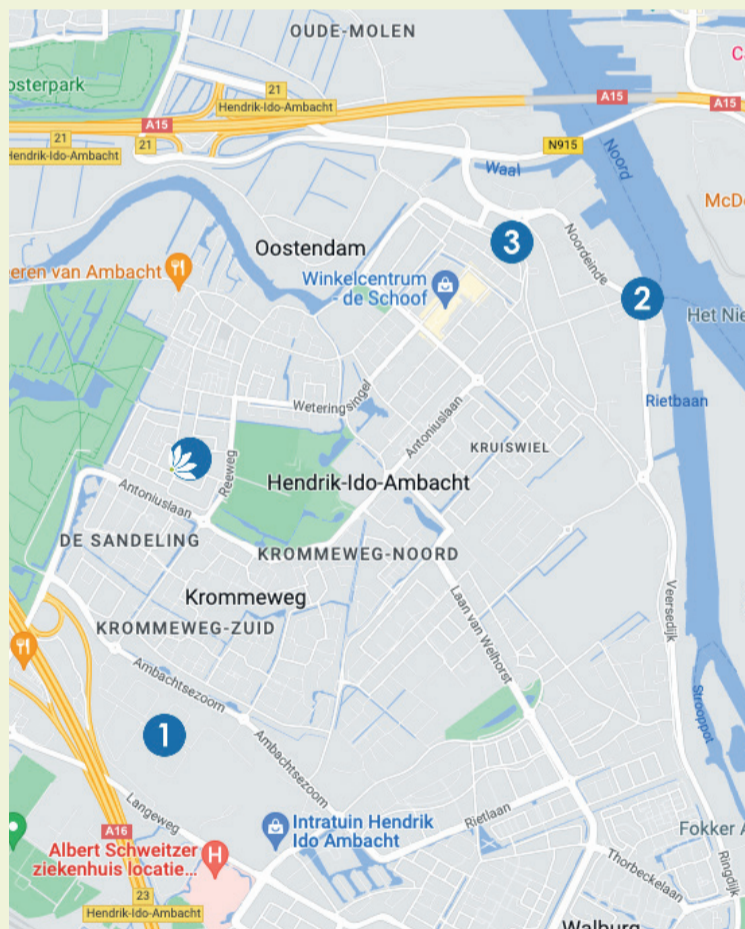 OUDE-MOLEN
osterpark
21
Hendrik-Ido-Ambacht
A15
A15
A15
21
Hendrik-Ido-Ambacht
21
N915
Waal
Noord
McDo
Oostendam
3
Noordeinde
eren van Ambacht
Winkelcentrum
de Schoof
2
Het Nie
Rietbaan
Weteringsingel
Antoniuslaan
KRUISWIEL
Reeweg
Hendrik-Ido-Ambacht
Antoniuslaan
DE SANDELING
KROMMEWEG-NOORD
Krommeweg
KROMMEWEG-ZUID
Laan van Welhorst
Veersedijk
Ambachtsezoom
1
Ambachtsezoom
Strooppot
Langeweg
A16
Intratuin Hendrik
Ido Ambacht
Rietlaan
Fokker A
Albert Schweitzer
ziekenhuis locatie...
H
Thorbeckelaan
Ringdijk
23
Hendrik-Ido-Ambacht
Walburg